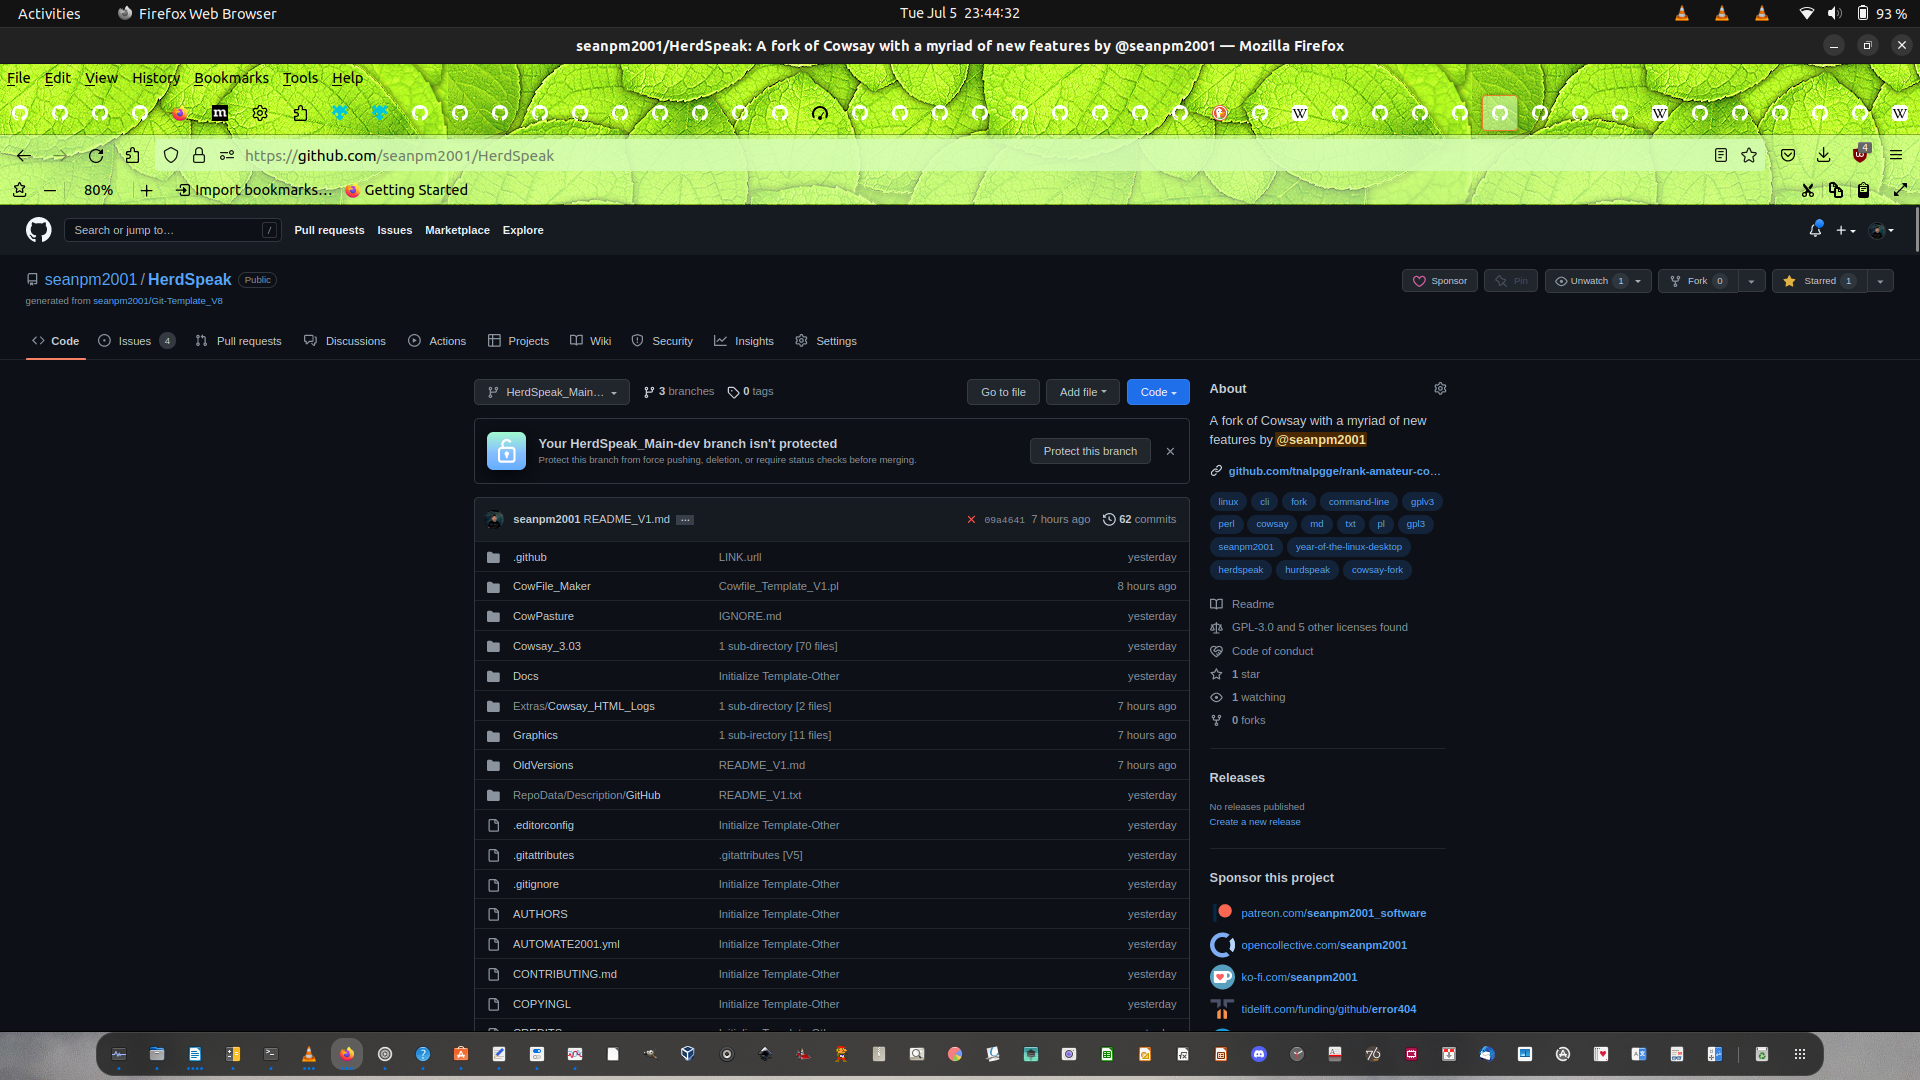 Activities
Firefox Web Browser
Tue Jul 5 23:44:32
93 %
seanpm2001/HerdSpeak: A fork of Cowsay with a myriad of new features by @seanpm2001 — Mozilla Firefox
File Edit View History Bookmarks Tools Help
https://github.com/seanpm2001/HerdSpeak
4
80%
Import bookmarks...
Getting Started
Search or jump to...
/
Pull requests Issues Marketplace Explore
seanpm2001 / HerdSpeak Public
generated from seanpm2001/Git-Template_V8
Sponsor
Pin
Unwatch 1
Fork 0
Starred 1
Code
Issues 4
Pull requests
Discussions
Actions
Projects
Wiki
Security
Insights
Settings
HerdSpeak_Main...
3 branches
0 tags
Go to file
Add file
Code
Your HerdSpeak_Main-dev branch isn't protected
Protect this branch from force pushing, deletion, or require status checks before merging.
Protect this branch
seanpm2001 README_V1.md ...
09a4641 7 hours ago
62 commits
.github LINK.urll yesterday
CowFile_Maker Cowfile_Template_V1.pl 8 hours ago
CowPasture IGNORE.md yesterday
Cowsay_3.03 1 sub-directory [70 files] yesterday
Docs Initialize Template-Other yesterday
Extras/Cowsay_HTML_Logs 1 sub-directory [2 files] 7 hours ago
Graphics 1 sub-irectory [11 files] 7 hours ago
OldVersions README_V1.md 7 hours ago
RepoData/Description/GitHub README_V1.txt yesterday
.editorconfig Initialize Template-Other yesterday
.gitattributes .gitattributes [V5] yesterday
.gitignore Initialize Template-Other yesterday
AUTHORS Initialize Template-Other yesterday
AUTOMATE2001.yml Initialize Template-Other yesterday
CONTRIBUTING.md Initialize Template-Other yesterday
COPYINGL Initialize Template-Other yesterday
About
A fork of Cowsay with a myriad of new
features by @seanpm2001
github.com/tnalpgge/rank-amateur-co...
linux cli fork command-line gplv3
perl cowsay md txt pl gpl3
seanpm2001 year-of-the-linux-desktop
herdspeak hurdspeak cowsay-fork
Readme
GPL-3.0 and 5 other licenses found
Code of conduct
1 star
1 watching
0 forks
Releases
No releases published
Create a new release
Sponsor this project
patreon.com/seanpm2001_software
opencollective.com/seanpm2001
ko-fi.com/seanpm2001
tidelift.com/funding/github/error404